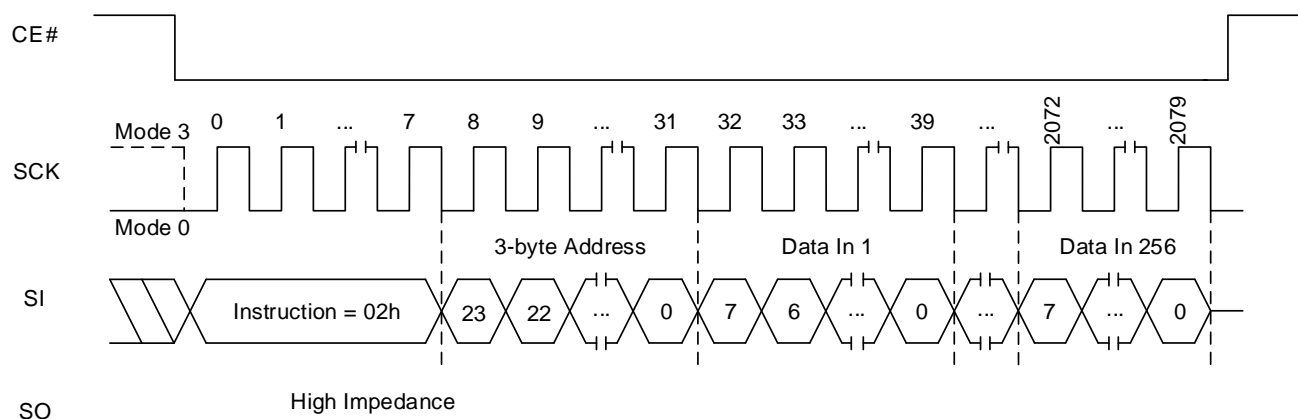 CE#
0 1 ... 7 8 9 ... 31 32 33 ... 39 ... 2072 ... 2079
Mode 3
SCK
Mode 0
3-byte Address Data In 1 Data In 256
SI Instruction = 02h 23 22 ... 0 7 6 ... 0 ... 7 ... 0
High Impedance
SO